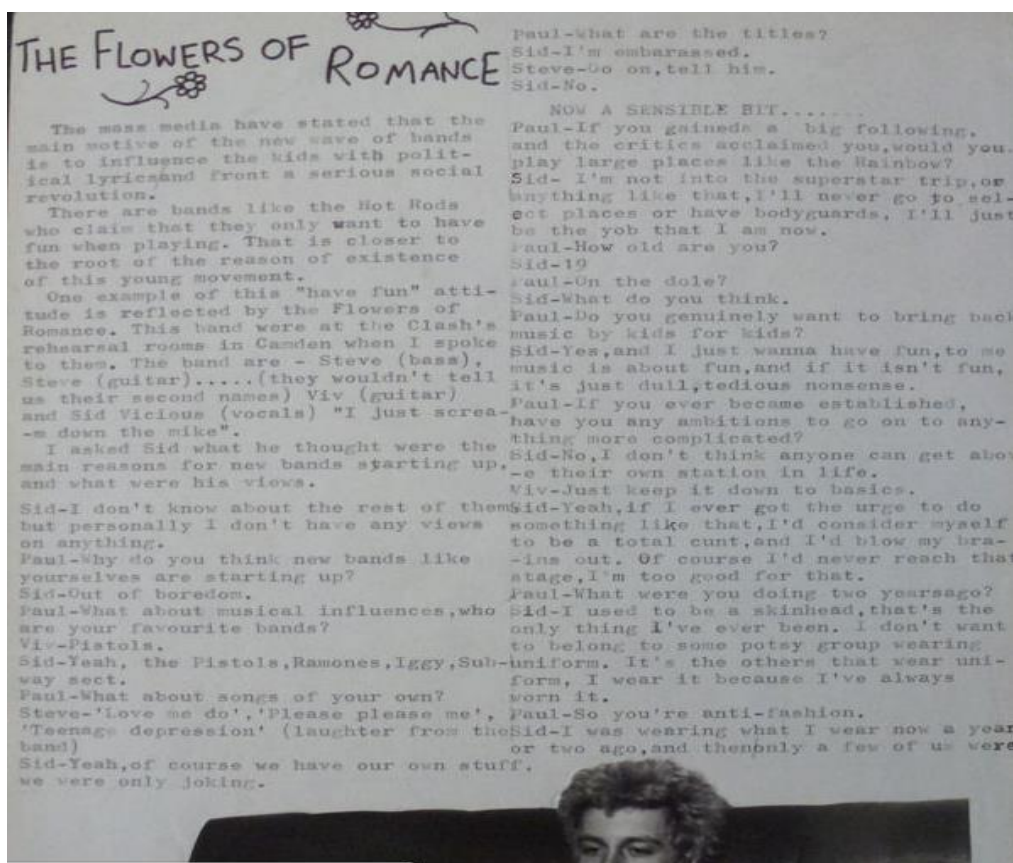 THE FLOWERS OF ROMANCE
The mass media have stated that the
main motive of the new wave of bands
is to influence the kids with polit-
ical lyricsand front a serious social
revolution.
There are bands like the Hot Rods
who claim that they only want to have
fun when playing. That is closer to
the root of the reason of existence
of this young movement.
One example of this "have fun" atti-
tude is reflected by the Flowers of
Romance. This band were at the Clash's
rehearsal rooms in Camden when I spoke
to them. The band are - Steve (bass),
Steve (guitar).....(they wouldn't tell
us their second names) Viv (guitar)
and Sid Vicious (vocals) "I just screa-
-m down the mike".
I asked Sid what he thought were the
main reasons for new bands starting up,
and what were his views.
Sid-I don't know about the rest of them
but personally I don't have any views
on anything.
Paul-Why do you think new bands like
yourselves are starting up?
Sid-Out of boredom.
Paul-What about musical influences,who
are your favourite bands?
Viv-Pistols.
Sid-Yeah, the Pistols,Ramones,Iggy,Sub-
way sect.
Paul-What about songs of your own?
Steve-'Love me do','Please please me',
'Teenage depression' (laughter from the
band)
Sid-Yeah,of course we have our own stuff.
we were only joking.
Paul-What are the titles?
Sid-I'm embarassed.
Steve-Go on,tell him.
Sid-No.
NOW A SENSIBLE BIT.......
Paul-If you gaineds a big following,
and the critics acclaimed you,would you
play large places like the Rainbow?
Sid- I'm not into the superstar trip,or
anything like that,I'll never go to sel-
ect places or have bodyguards, I'll just
be the yob that I am now.
Paul-How old are you?
Sid-19
Paul-On the dole?
Sid-What do you think.
Paul-Do you genuinely want to bring back
music by kids for kids?
Sid-Yes,and I just wanna have fun,to me
music is about fun,and if it isn't fun,
it's just dull,tedious nonsense.
Paul-If you ever became established,
have you any ambitions to go on to any-
thing more complicated?
Sid-No,I don't think anyone can get abov
-e their own station in life.
Viv-Just keep it down to basics.
Sid-Yeah,if I ever got the urge to do
something like that,I'd consider myself
to be a total cunt,and I'd blow my bra-
-ins out. Of course I'd never reach that
stage,I'm too good for that.
Paul-What were you doing two yearsago?
Sid-I used to be a skinhead,that's the
only thing I've ever been. I don't want
to belong to some potsy group wearing
uniform. It's the others that wear uni-
form, I wear it because I've always
worn it.
Paul-So you're anti-fashion.
Sid-I was wearing what I wear now a year
or two ago,and thenonly a few of us were